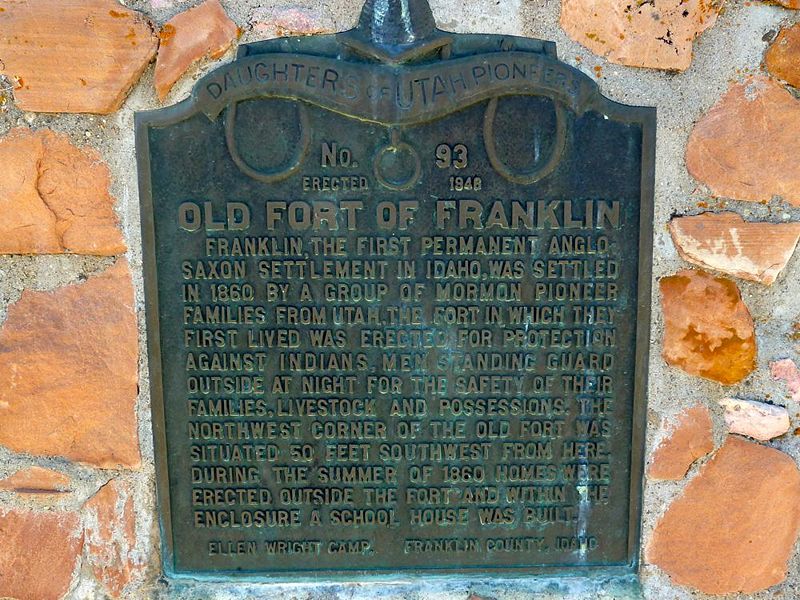 DAUGHTERS OF UTAH PIONEERS
No. 93
ERECTED 1948
OLD FORT OF FRANKLIN
FRANKLIN, THE FIRST PERMANENT ANGLO-
SAXON SETTLEMENT IN IDAHO, WAS SETTLED
IN 1860 BY A GROUP OF MORMON PIONEER
FAMILIES FROM UTAH. THE FORT IN WHICH THEY
FIRST LIVED WAS ERECTED FOR PROTECTION
AGAINST INDIANS, MEN STANDING GUARD
OUTSIDE AT NIGHT FOR THE SAFETY OF THEIR
FAMILIES, LIVESTOCK AND POSSESSIONS. THE
NORTHWEST CORNER OF THE OLD FORT WAS
SITUATED 50 FEET SOUTHWEST FROM HERE.
DURING THE SUMMER OF 1860 HOMES WERE
ERECTED OUTSIDE THE FORT AND WITHIN THE
ENCLOSURE A SCHOOL HOUSE WAS BUILT.
ELLEN WRIGHT CAMP, FRANKLIN COUNTY, IDAHO